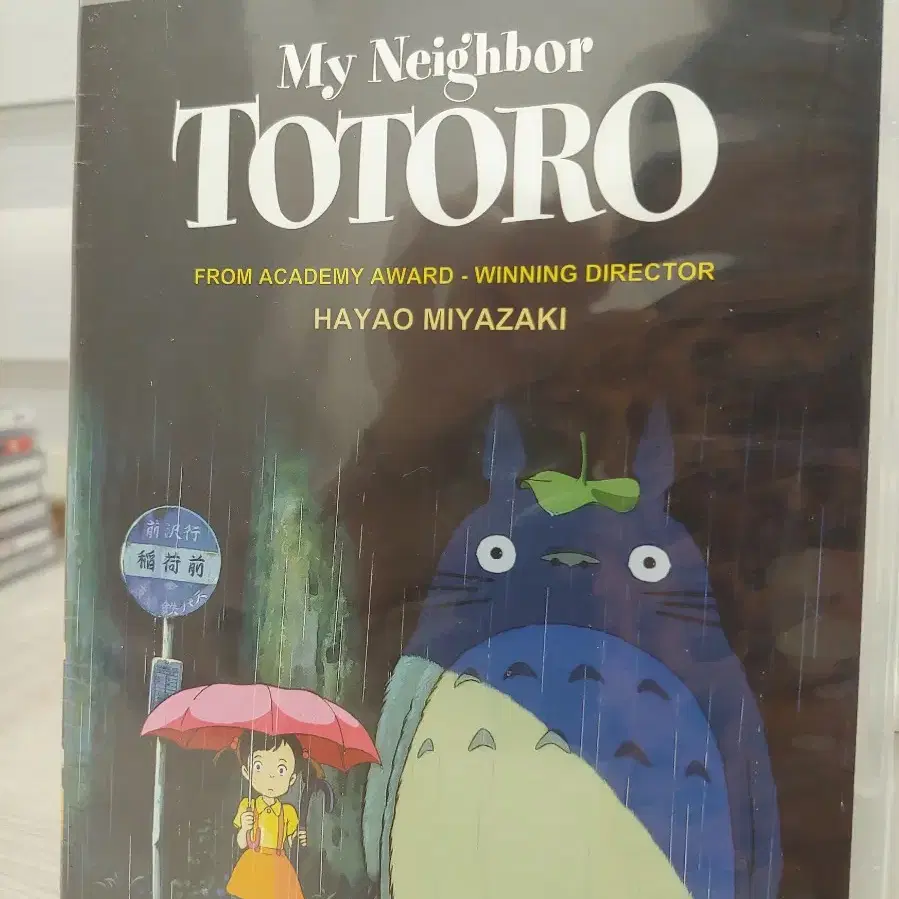 My Neighbor
TOTORO
FROM ACADEMY AWARD - WINNING DIRECTOR
HAYAO MIYAZAKI
前沢行
稲荷前